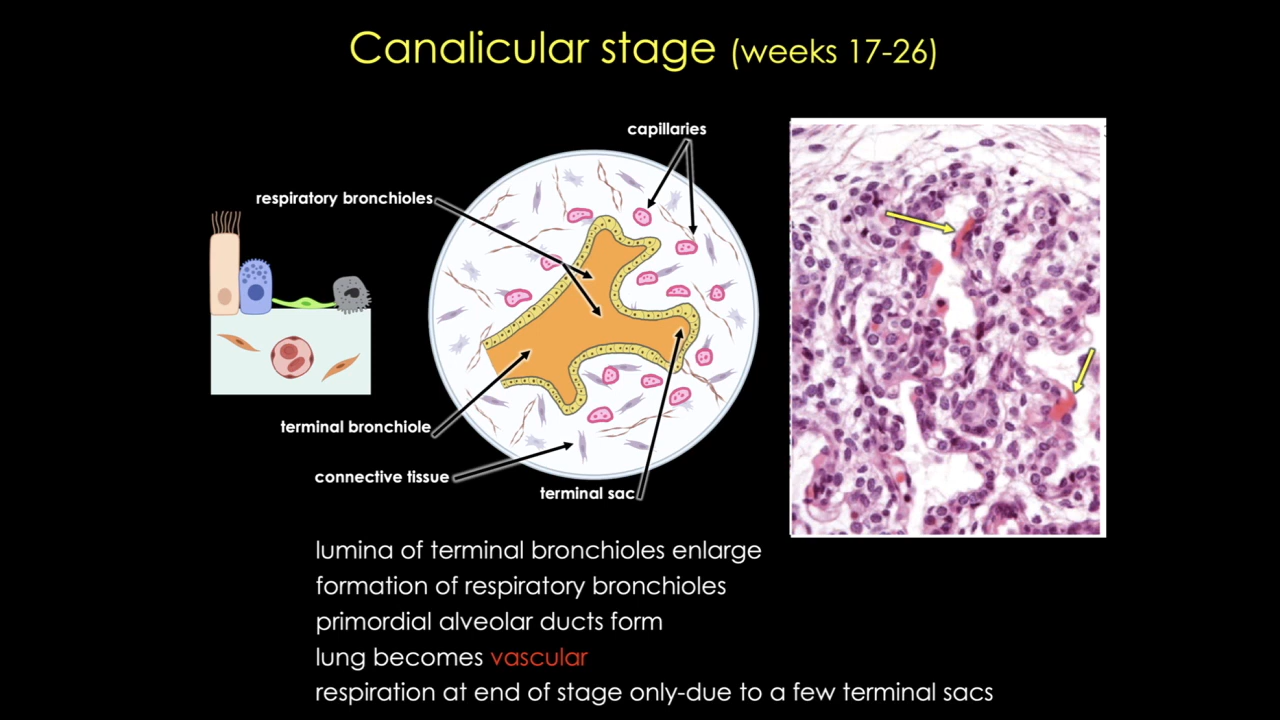 Canalicular stage (weeks 17-26)
capillaries
respiratory bronchioles
terminal bronchiole
connective tissue
terminal sac
lumina of terminal bronchioles enlarge
formation of respiratory bronchioles
primordial alveolar ducts form
lung becomes vascular
respiration at end of stage only-due to a few terminal sacs